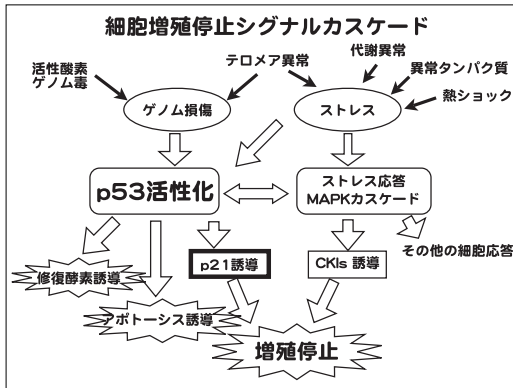 細胞増殖停止シグナルカスケード
活性酸素
ゲノム毒
テロメア異常
代謝異常
異常タンパク質
熱ショック
ゲノム損傷
ストレス
p53活性化
ストレス応答
MAPKカスケード
その他の細胞応答
修復酵素誘導
p21誘導
CKIs 誘導
アポトーシス誘導
増殖停止